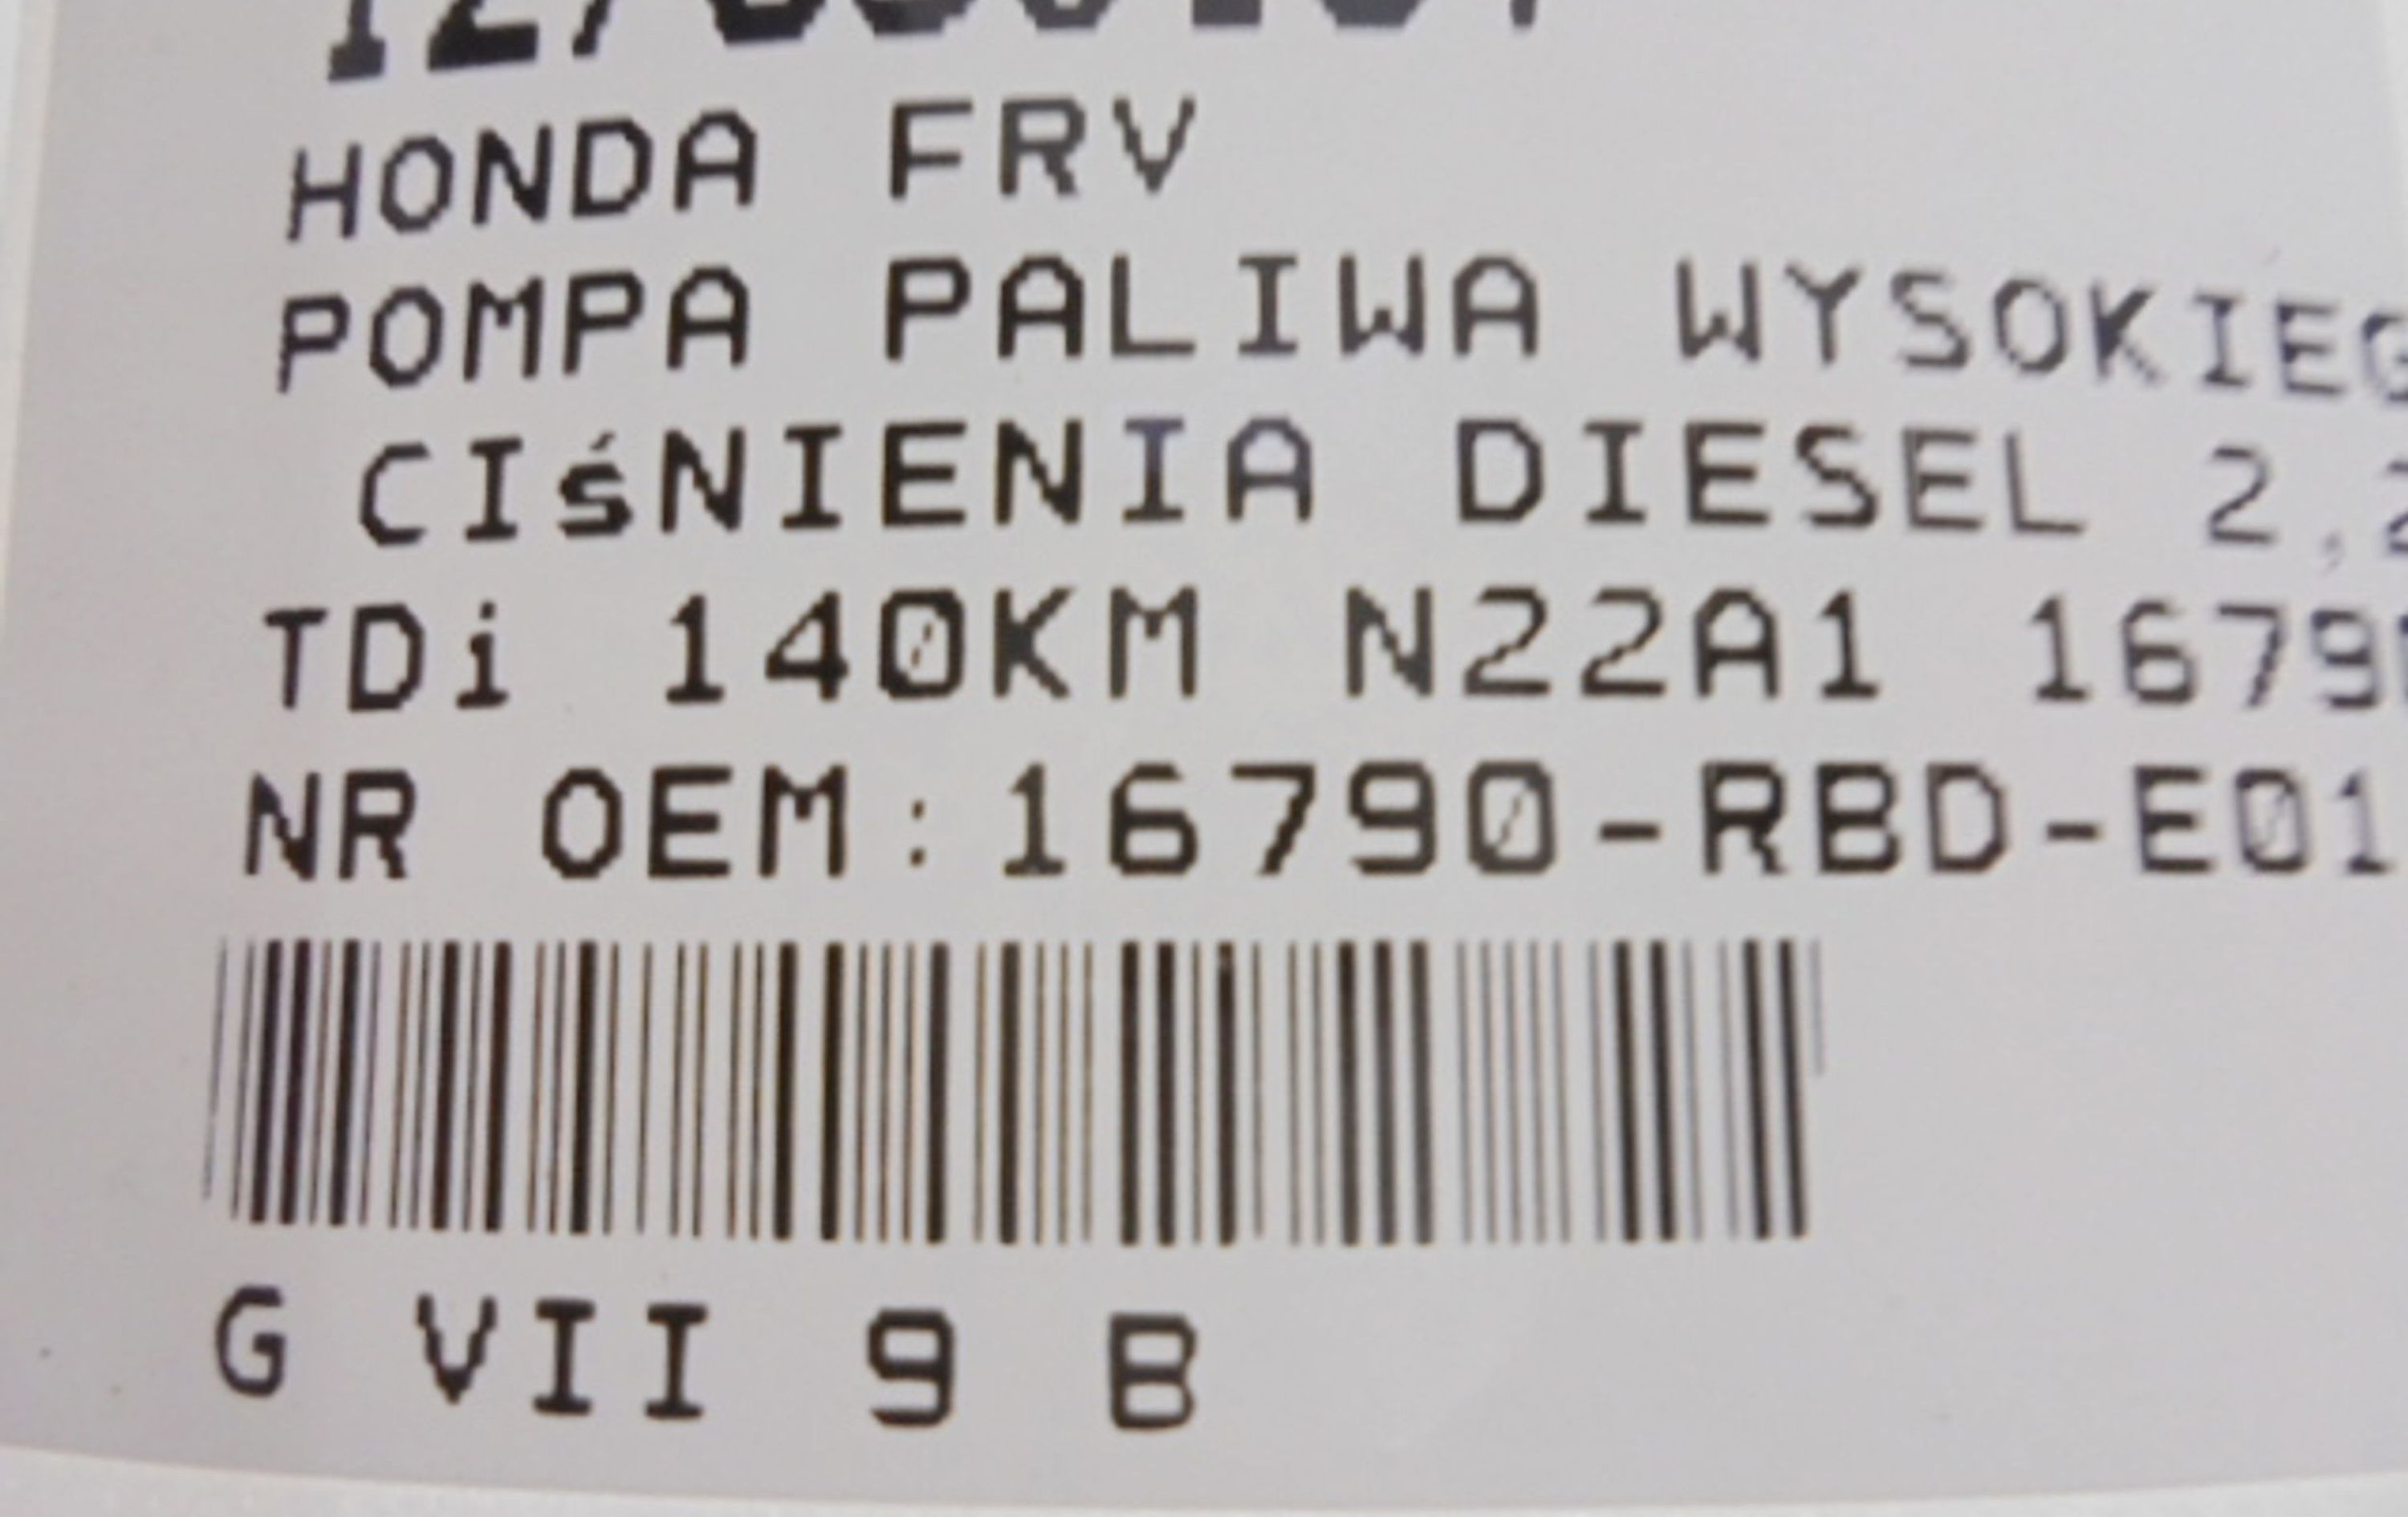 HONDA FRV
POMPA PALIWA WYSOKIEG
CIśNIENIA DIESEL 2,2
TDi 140KM N22A1 1679
NR OEM:16790-RBD-E01
G VII 9 B